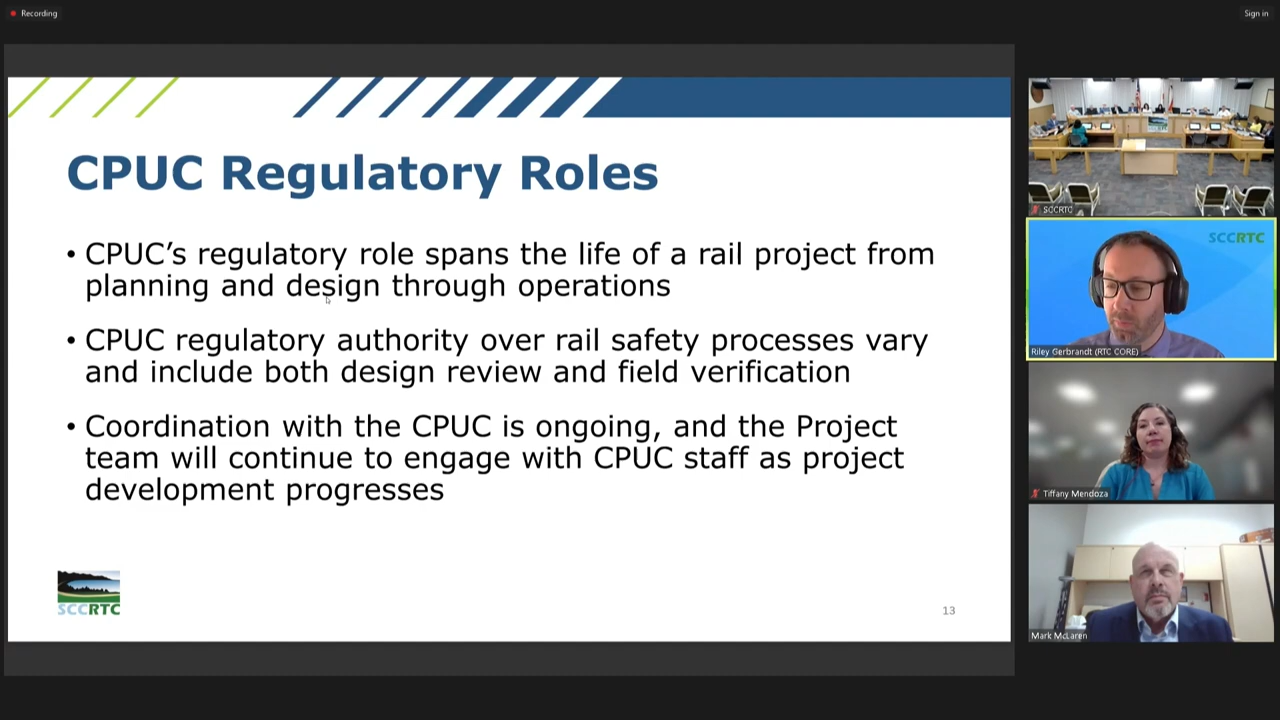 Recording
Sign in
CPUC Regulatory Roles
• CPUC’s regulatory role spans the life of a rail project from
planning and design through operations
• CPUC regulatory authority over rail safety processes vary
and include both design review and field verification
• Coordination with the CPUC is ongoing, and the Project
team will continue to engage with CPUC staff as project
development progresses
SCCRTC
13
SCCRTC
SCCRTC
Riley Gerbrandt (RTC CORE)
Tiffany Mendoza
Mark McLaren